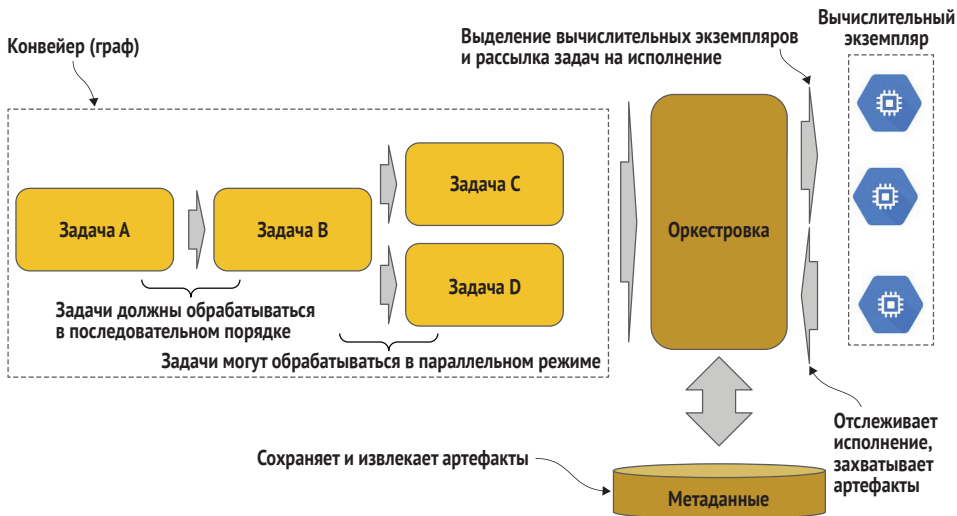 Конвейер (граф)
Выделение вычислительных экземпляров
и рассылка задач на исполнение
Вычислительный
экземпляр
Задача A
Задача B
Задача C
Задача D
Задачи должны обрабатываться
в последовательном порядке
Задачи могут обрабатываться в параллельном режиме
Оркестровка
Отслеживает
исполнение,
захватывает
артефакты
Сохраняет и извлекает артефакты
Метаданные